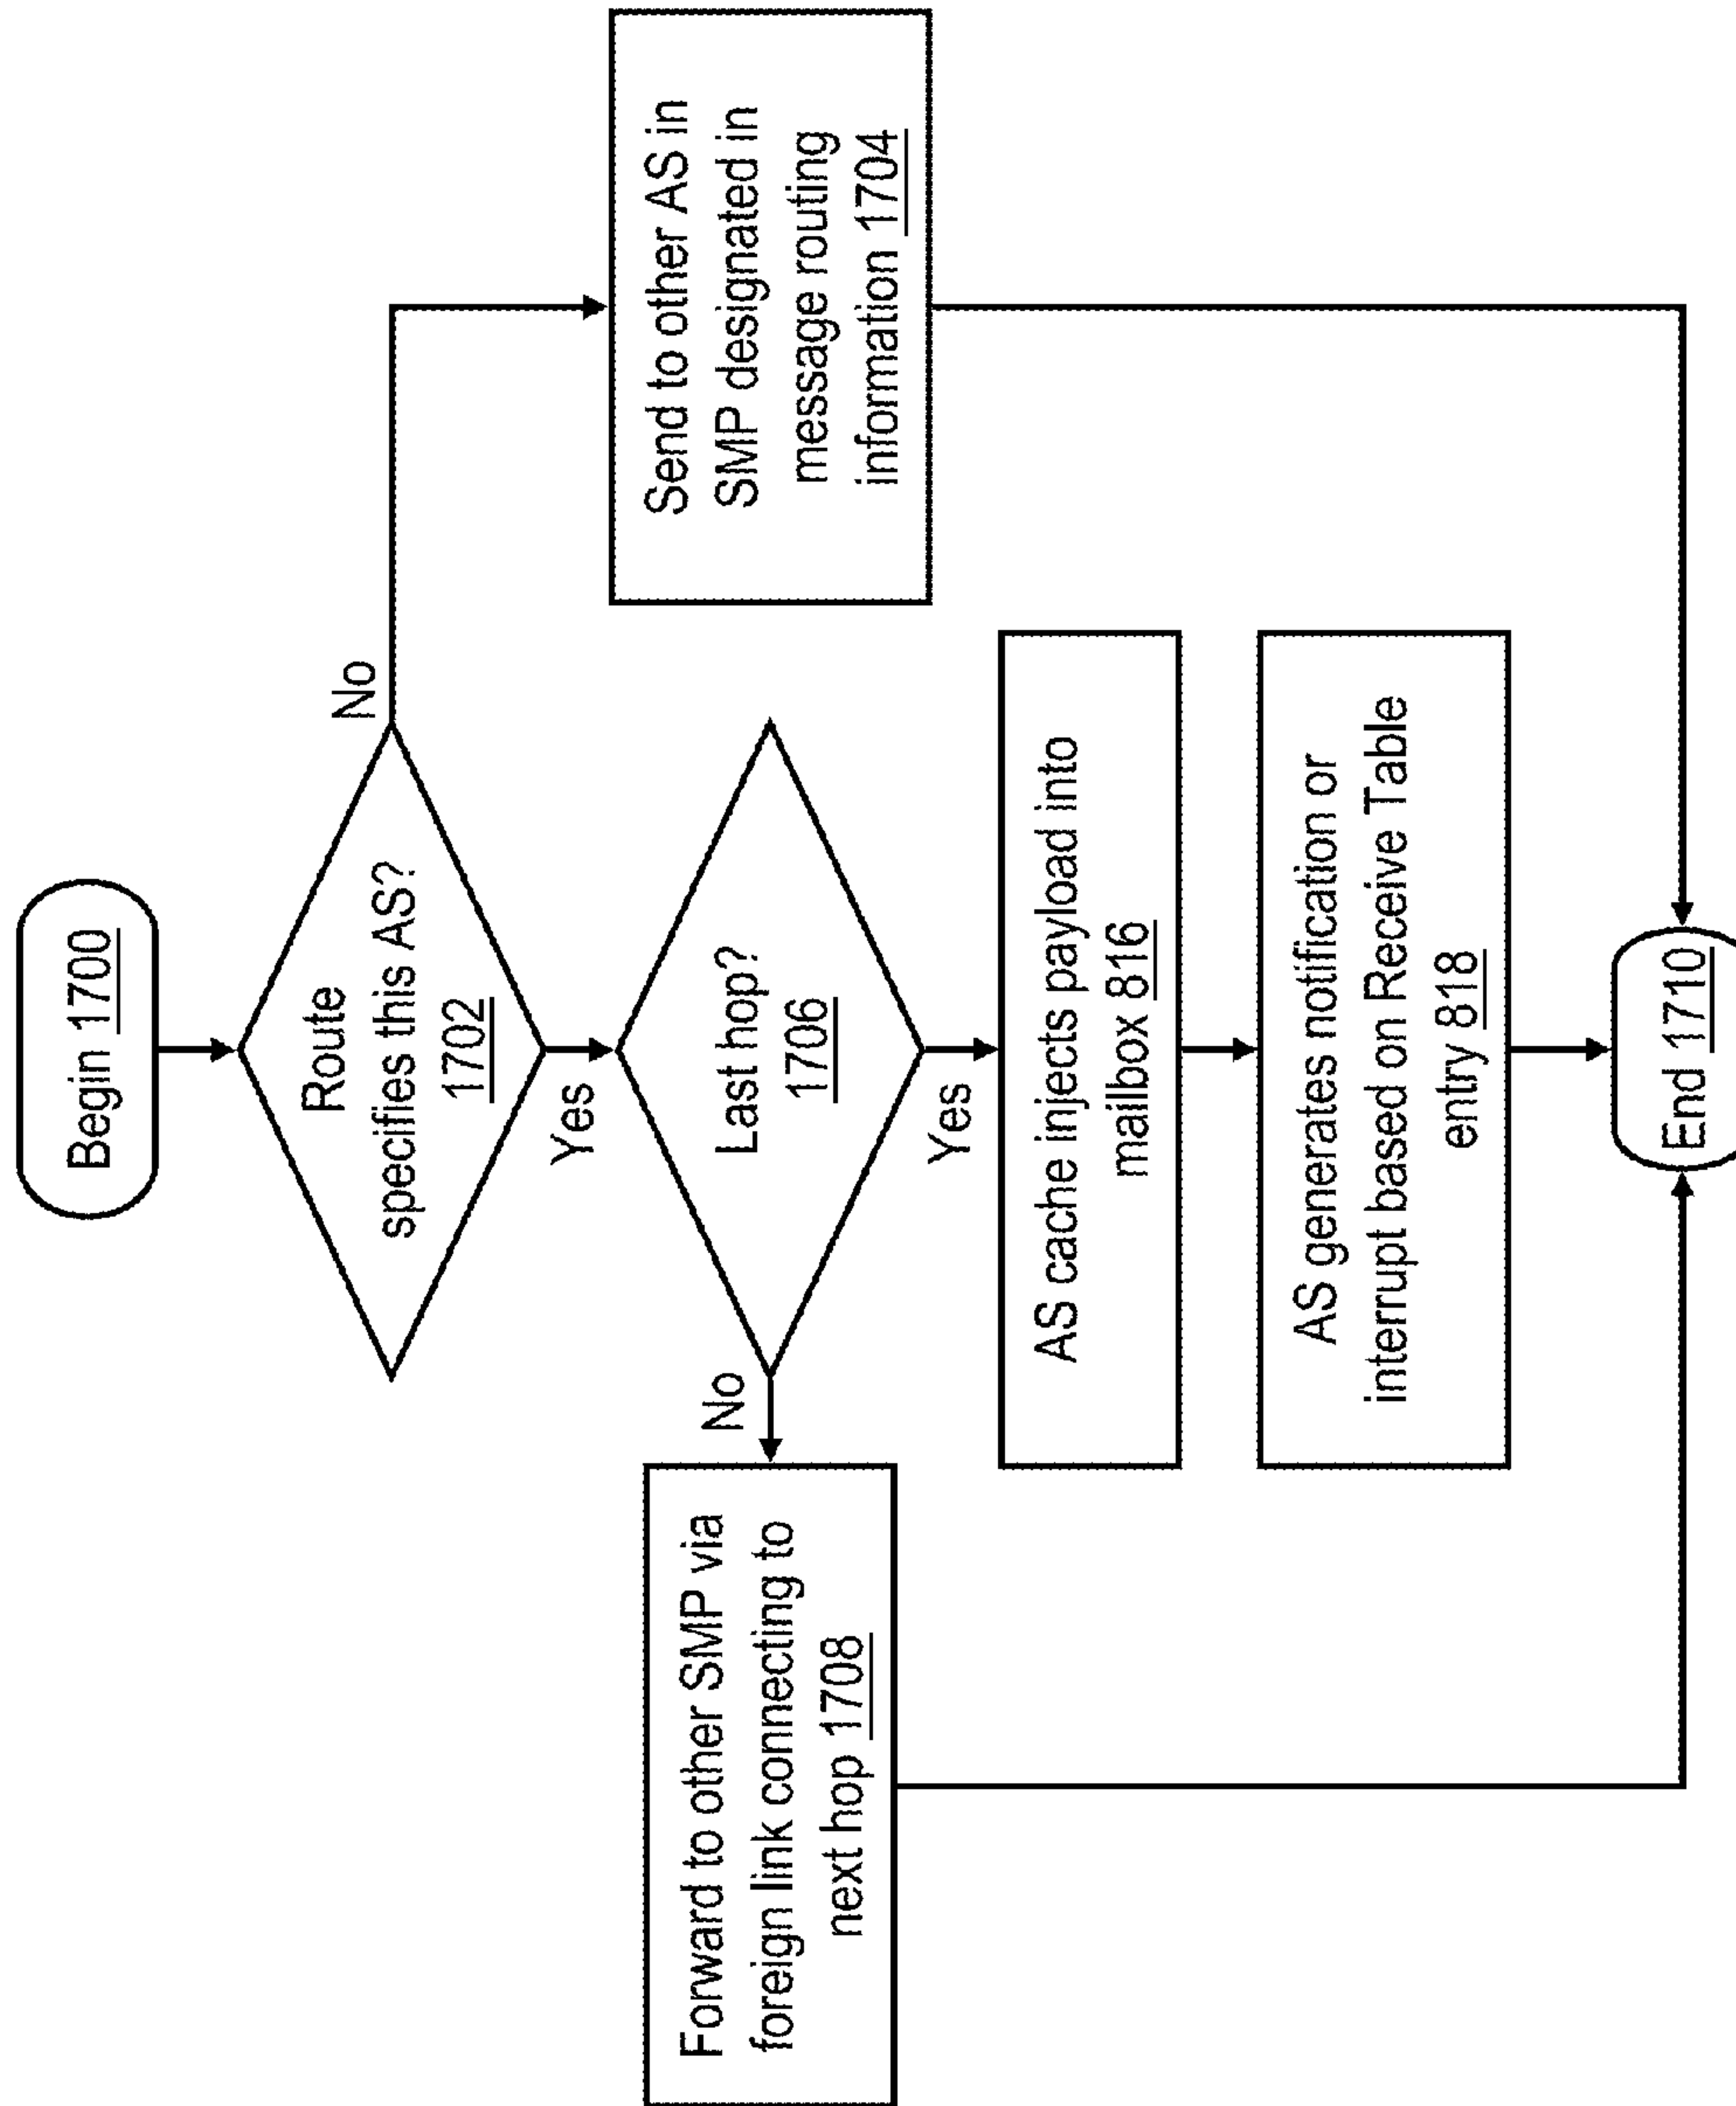 Begin 1700
Route
specifies this AS?
1702
No
Send to other AS in
SMP designated in
message routing
information 1704
Yes
Last hop?
1706
No
Forward to other SMP via
foreign link connecting to
next hop 1708
Yes
AS cache injects payload into
mailbox 816
AS generates notification or
interrupt based on Receive Table
entry 818
End 1710